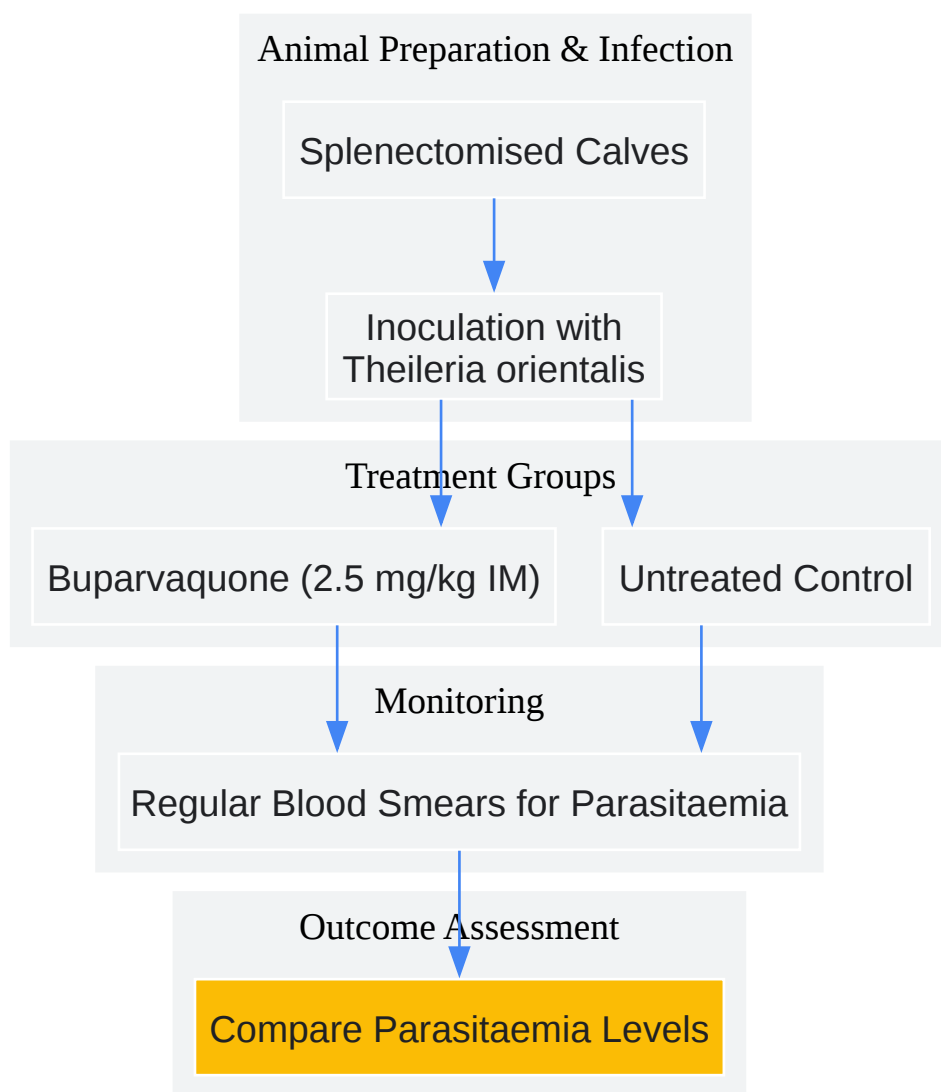 Animal Preparation & Infection
Splenectomised Calves
Inoculation with
Theileria orientalis
Treatment Groups
Buparvaquone (2.5 mg/kg IM)
Untreated Control
Monitoring
Regular Blood Smears for Parasitaemia
Outcome Assessment
Compare Parasitaemia Levels